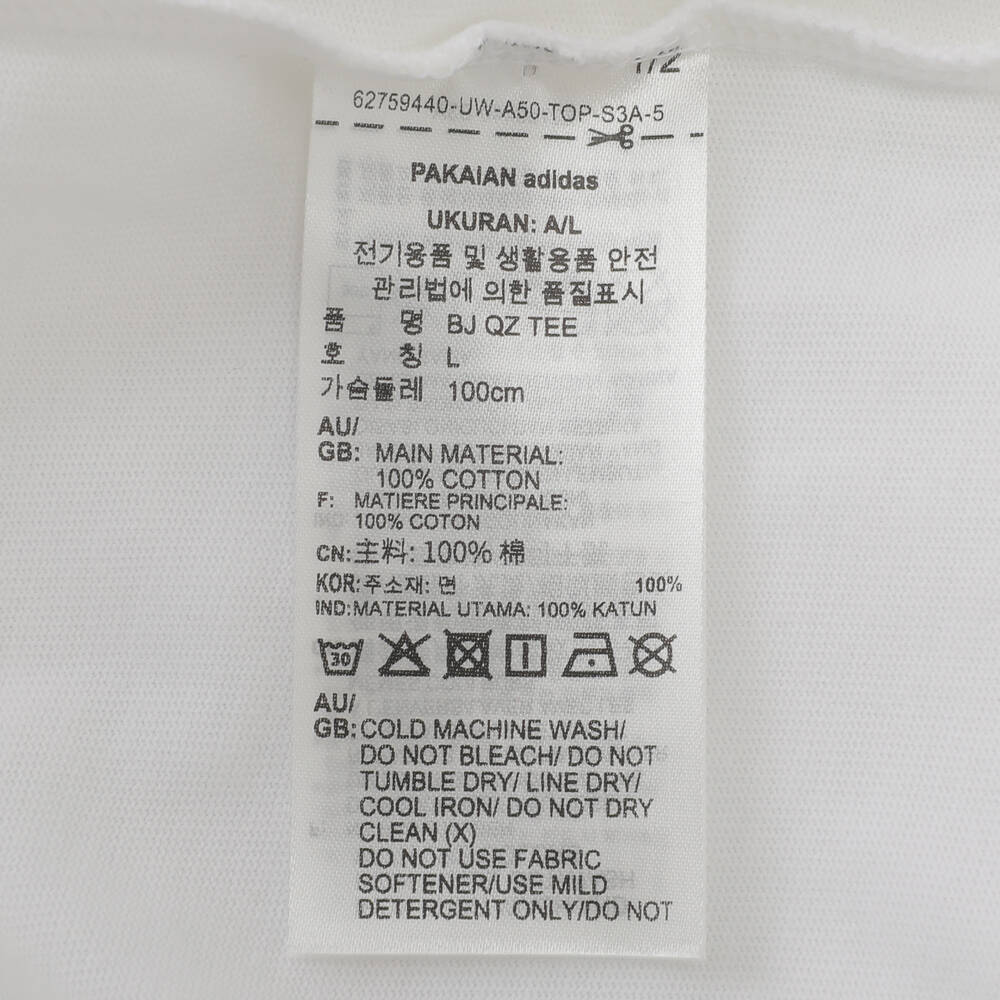 1/2
62759440-UW-A50-TOP-S3A-5
PAKAIAN adidas
UKURAN: A/L
전기용품 및 생활용품 안전
관리법에 의한 품질표시
품 명 BJ QZ TEE
호 칭 L
가슴둘레 100cm
AU/
GB: MAIN MATERIAL:
100% COTTON
F: MATIERE PRINCIPALE:
100% COTON
CN: 主料: 100% 棉
KOR: 주소재: 면 100%
IND: MATERIAL UTAMA: 100% KATUN
30
AU/
GB: COLD MACHINE WASH/
DO NOT BLEACH/ DO NOT
TUMBLE DRY/ LINE DRY/
COOL IRON/ DO NOT DRY
CLEAN (X)
DO NOT USE FABRIC
SOFTENER/USE MILD
DETERGENT ONLY/DO NOT